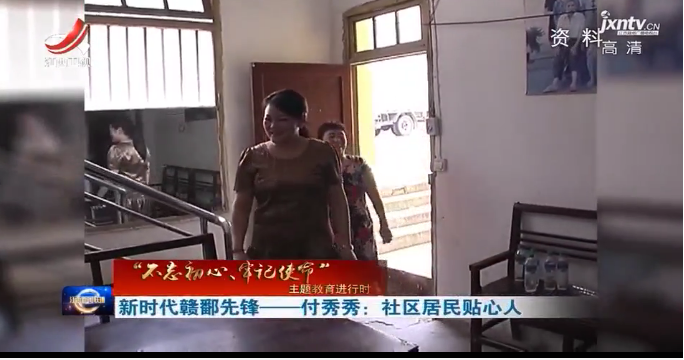 jxntv.CN
资料
高清
“不忘初心、牢记使命”
主题教育进行时
新时代赣鄱先锋——付秀秀：社区居民贴心人